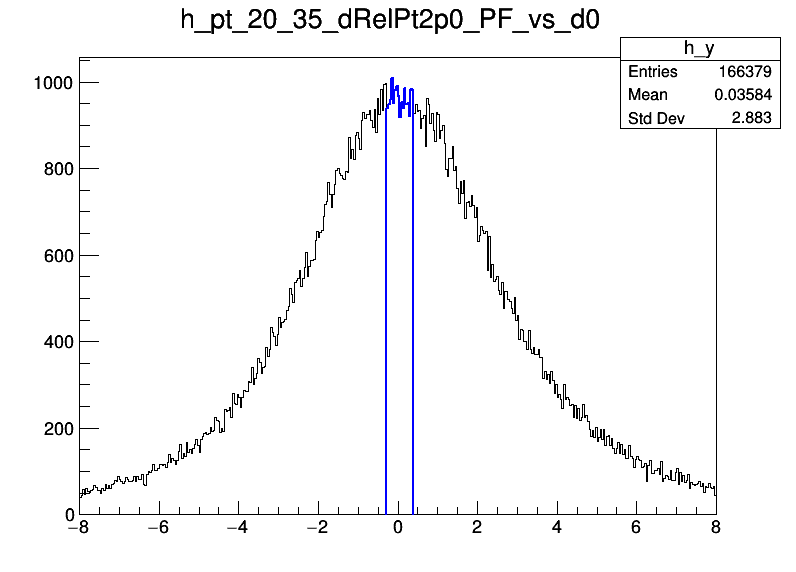 h_pt_20_35_dRelPt2p0_PF_vs_d0
h_y
Entries 166379
Mean 0.03584
Std Dev 2.883
1000
800
600
400
200
0
−8 −6 −4 −2 0 2 4 6 8